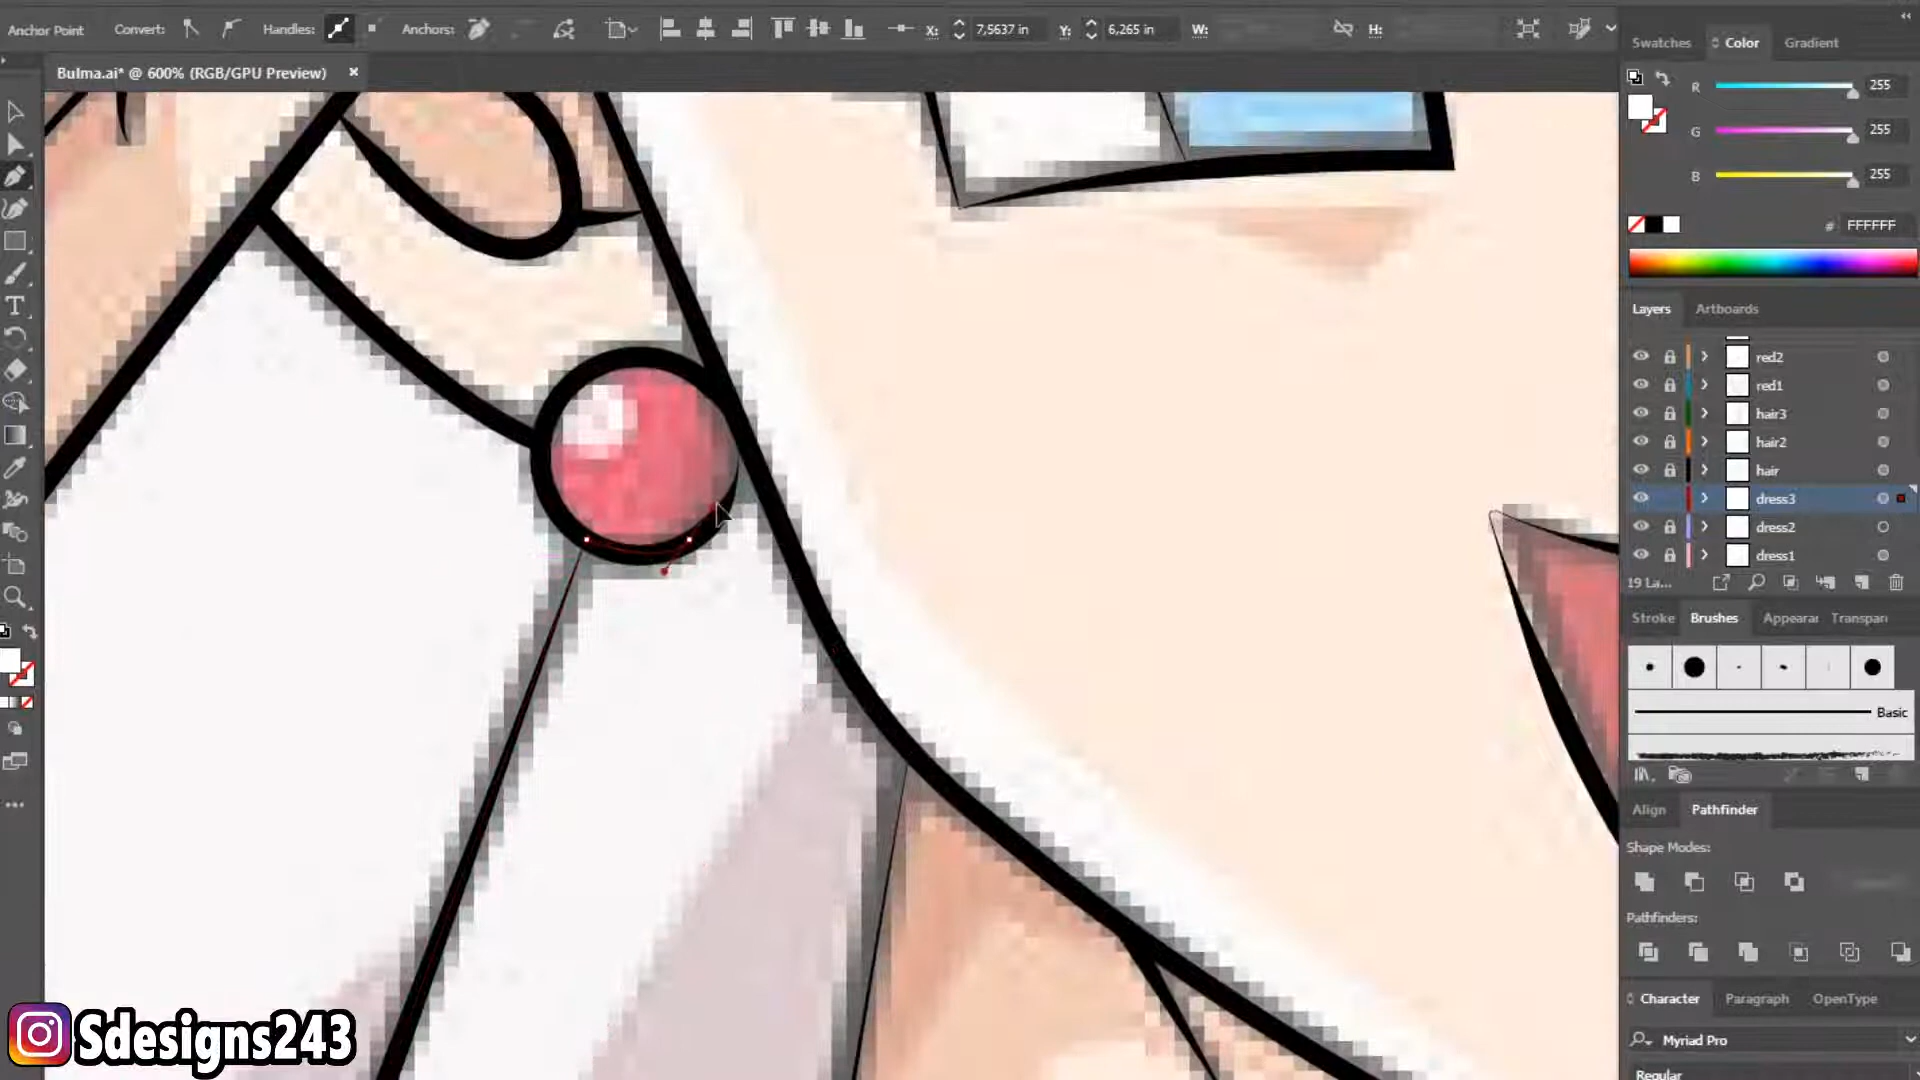 Anchor Point Convert: Handles: Anchors: X: 7,5637 in Y: 6,265 in W: H:
Bulma.ai* @ 600% (RGB/GPU Preview) ×
Swatches Color Gradient
R 255
G 255
B 255
# FFFFFF
Layers Artboards
red2
red1
hair3
hair2
hair
dress3
dress2
dress1
19 La...
Stroke Brushes Appearar Transpan
Basic
Align Pathfinder
Shape Modes:
Pathfinders:
Character Paragraph OpenType
Myriad Pro
Regular
Sdesigns243